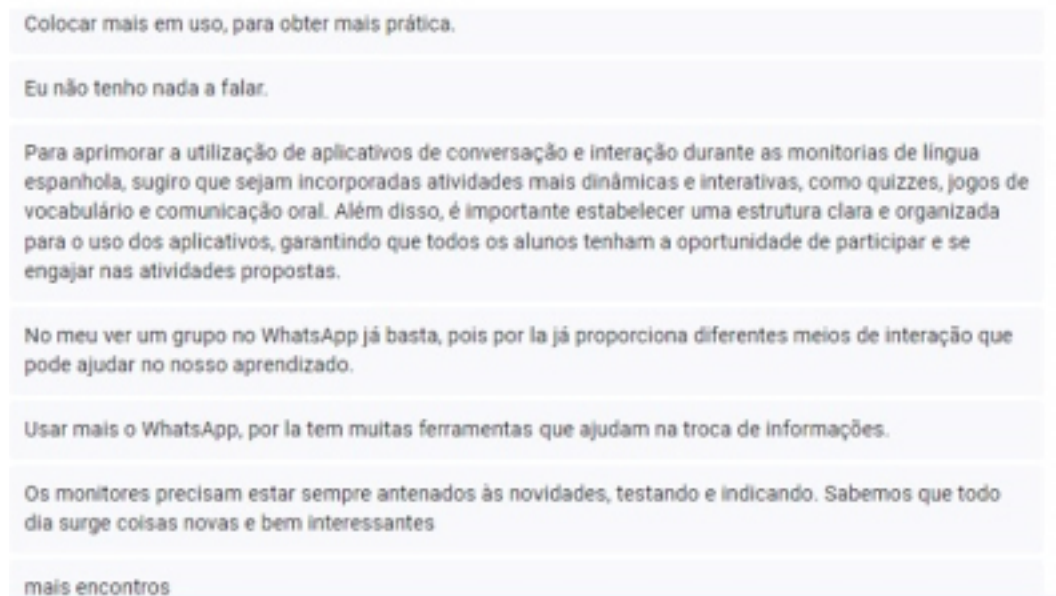 Colocar mais em uso, para obter mais prática.
Eu não tenho nada a falar.
Para aprimorar a utilização de aplicativos de conversação e interação durante as monitorias de língua
espanhola, sugiro que sejam incorporadas atividades mais dinâmicas e interativas, como quizzes, jogos de
vocabulário e comunicação oral. Além disso, é importante estabelecer uma estrutura clara e organizada
para o uso dos aplicativos, garantindo que todos os alunos tenham a oportunidade de participar e se
engajar nas atividades propostas.
No meu ver um grupo no WhatsApp já basta, pois por la já proporciona diferentes meios de interação que
pode ajudar no nosso aprendizado.
Usar mais o WhatsApp, por la tem muitas ferramentas que ajudam na troca de informações.
Os monitores precisam estar sempre antenados às novidades, testando e indicando. Sabemos que todo
dia surge coisas novas e bem interessantes
mais encontros